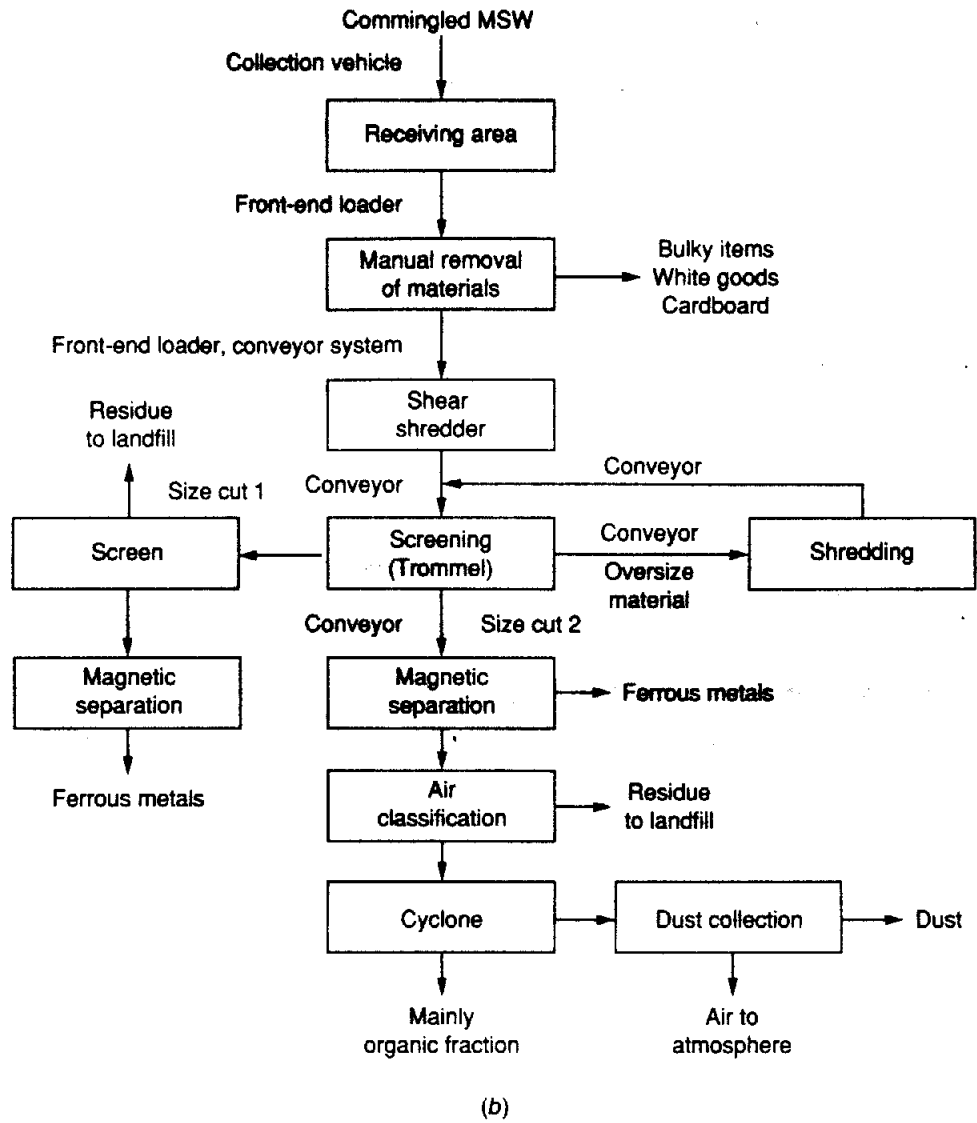 Commingled MSW
Collection vehicle
Receiving area
Front-end loader
Manual removal
of materials
Bulky items
White goods
Cardboard
Front-end loader, conveyor system
Shear
shredder
Residue
to landfill
Size cut 1
Conveyor
Conveyor
Screen
Screening
(Trommel)
Conveyor
Oversize
material
Shredding
Conveyor
Size cut 2
Magnetic
separation
Magnetic
separation
Ferrous metals
Ferrous metals
Air
classification
Residue
to landfill
Cyclone
Dust collection
Dust
Mainly
organic fraction
Air to
atmosphere
(b)